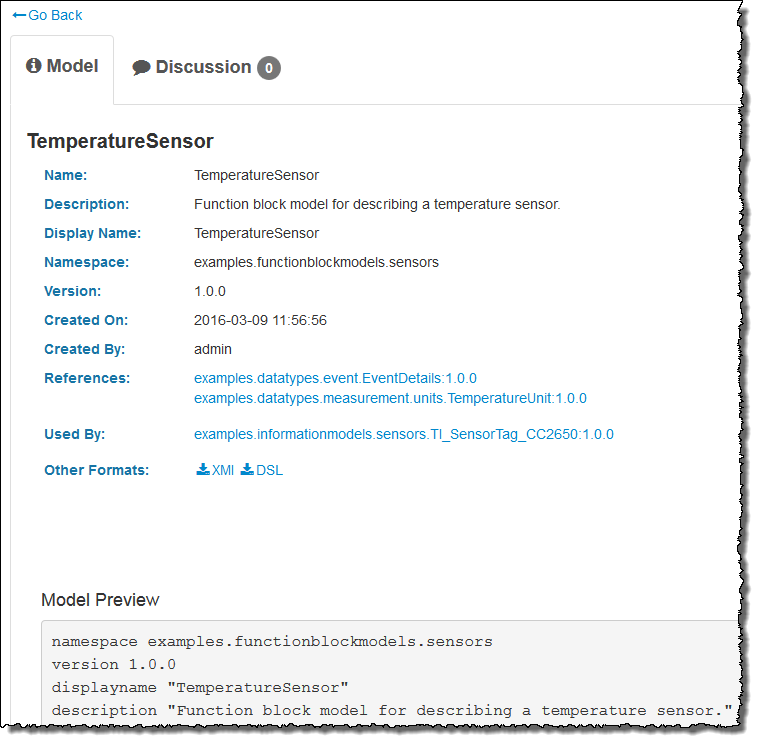 Go Back
Model Discussion 0
TemperatureSensor
Name: TemperatureSensor
Description: Function block model for describing a temperature sensor.
Display Name: TemperatureSensor
Namespace: examples.functionblockmodels.sensors
Version: 1.0.0
Created On: 2016-03-09 11:56:56
Created By: admin
References: examples.datatypes.event.EventDetails:1.0.0
examples.datatypes.measurement.units.TemperatureUnit:1.0.0
Used By: examples.informationmodels.sensors.TI_SensorTag_CC2650:1.0.0
Other Formats: XMI DSL
Model Preview
namespace examples.functionblockmodels.sensors
version 1.0.0
displayname "TemperatureSensor"
description "Function block model for describing a temperature sensor."